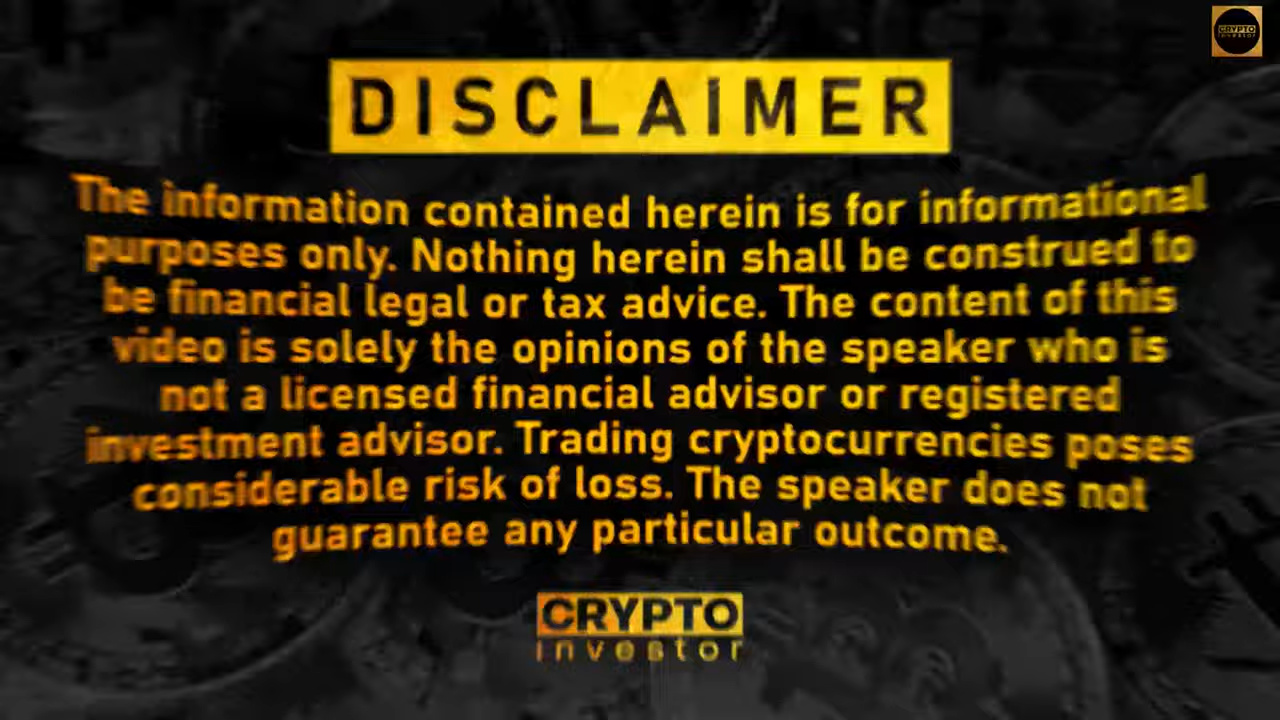 CRYPTO
investor
DISCLAIMER
The information contained herein is for informational
purposes only. Nothing herein shall be construed to
be financial legal or tax advice. The content of this
video is solely the opinions of the speaker who is
not a licensed financial advisor or registered
investment advisor. Trading cryptocurrencies poses
considerable risk of loss. The speaker does not
guarantee any particular outcome.
CRYPTO
investor